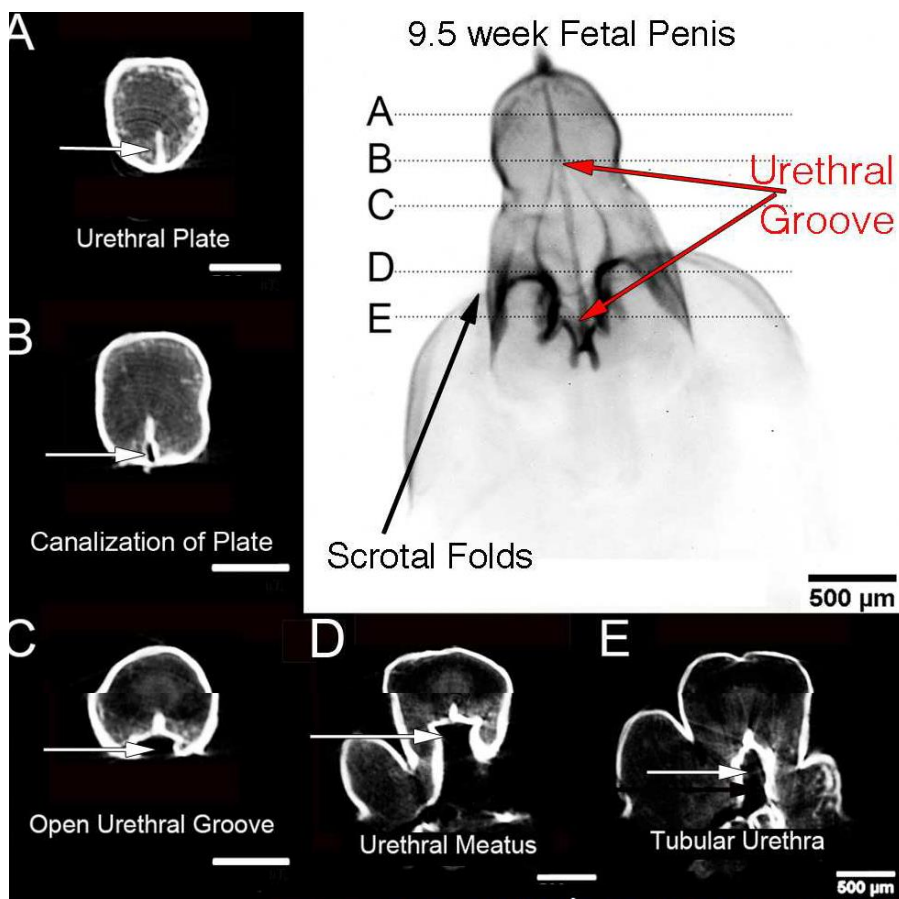 A
Urethral Plate
B
Canalization of Plate
9.5 week Fetal Penis
A
B
C
D
E
Urethral
Groove
Scrotal Folds
500 µm
C
Open Urethral Groove
D
Urethral Meatus
E
Tubular Urethra
500 µm